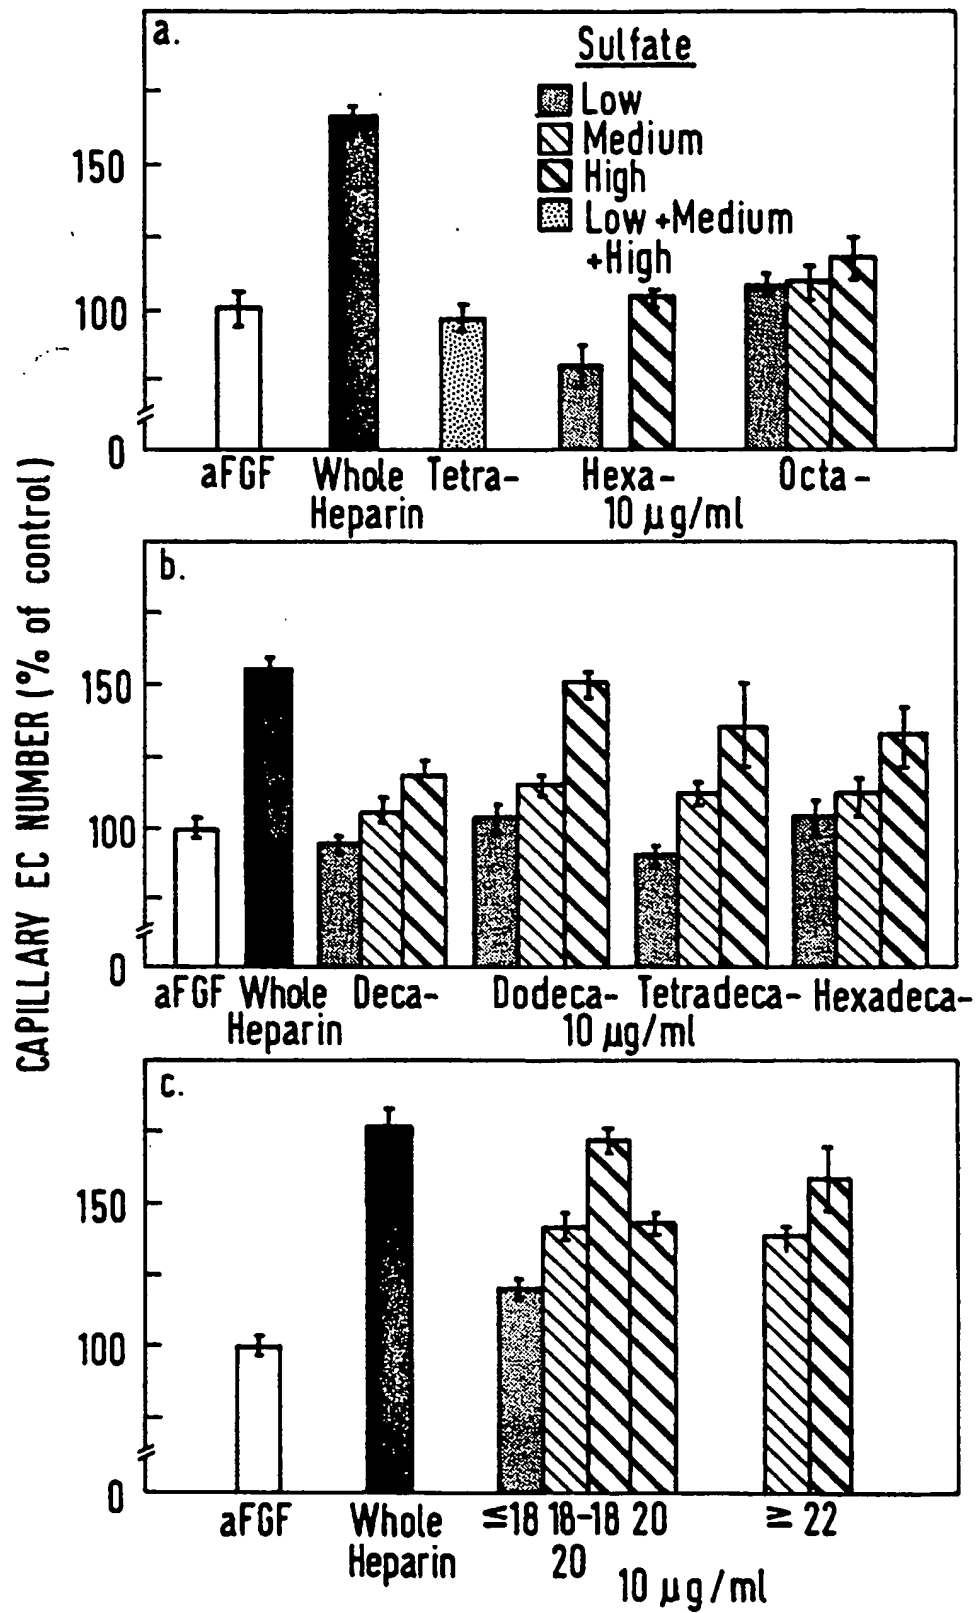 CAPILLARY EC NUMBER (% of control)
a.
Sulfate
Low
Medium
High
Low +Medium
+High
150
100
0
aFGF Whole Tetra- Hexa- Octa-
Heparin 10 µg/ml
b.
150
100
0
aFGF Whole Deca- Dodeca- Tetradeca- Hexadeca-
Heparin 10 µg/ml
c.
150
100
0
aFGF Whole ≤18 18-18 20 ≥ 22
Heparin 20
10 µg/ml